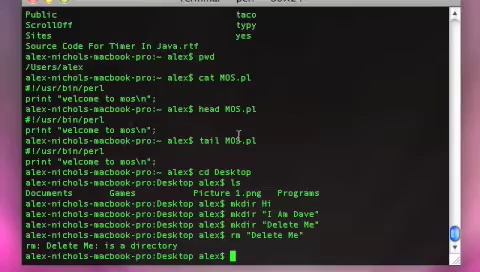 Public taco
ScrollOff typy
Sites yes
Source Code For Timer In Java.rtf
alex-nichols-macbook-pro:~ alex$ pwd
/Users/alex
alex-nichols-macbook-pro:~ alex$ cat MOS.pl
#!/usr/bin/perl
print "welcome to mos\n";
alex-nichols-macbook-pro:~ alex$ head MOS.pl
#!/usr/bin/perl
print "welcome to mos\n";
alex-nichols-macbook-pro:~ alex$ tail MOS.pl
#!/usr/bin/perl
print "welcome to mos\n";
alex-nichols-macbook-pro:~ alex$ cd Desktop
alex-nichols-macbook-pro:Desktop alex$ ls
Documents Games Picture 1.png Programs
alex-nichols-macbook-pro:Desktop alex$ mkdir Hi
alex-nichols-macbook-pro:Desktop alex$ mkdir "I Am Dave"
alex-nichols-macbook-pro:Desktop alex$ mkdir "Delete Me"
alex-nichols-macbook-pro:Desktop alex$ rm "Delete Me"
rm: Delete Me: is a directory
alex-nichols-macbook-pro:Desktop alex$